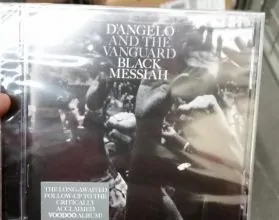 D'ANGELO
AND THE
VANGUARD
BLACK
MESSIAH
THE LONG-AWAITED
FOLLOW-UP TO THE
CRITICALLY
ACCLAIMED
VOODOO ALBUM!